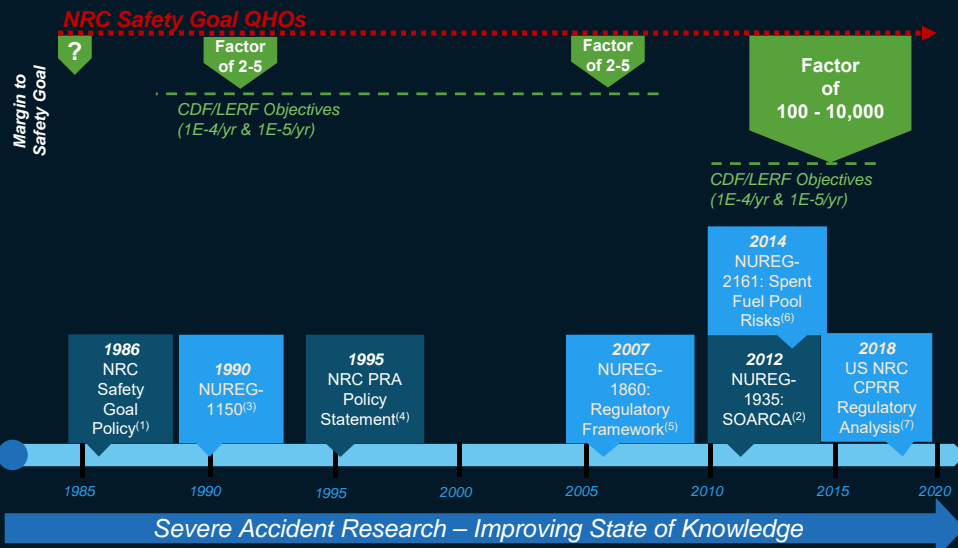 NRC Safety Goal QHOs
Margin to
Safety Goal
?
Factor
of 2-5
Factor
of 2-5
Factor
of
100 - 10,000
CDF/LERF Objectives
(1E-4/yr & 1E-5/yr)
CDF/LERF Objectives
(1E-4/yr & 1E-5/yr)
1986
NRC
Safety
Goal
Policy(1)
1990
NUREG-
1150(3)
1995
NRC PRA
Policy
Statement(4)
2007
NUREG-
1860:
Regulatory
Framework(5)
2014
NUREG-
2161: Spent
Fuel Pool
Risks(6)
2012
NUREG-
1935:
SOARCA(2)
2018
US NRC
CPRR
Regulatory
Analysis(7)
1985
1990
1995
2000
2005
2010
2015
2020
Severe Accident Research – Improving State of Knowledge